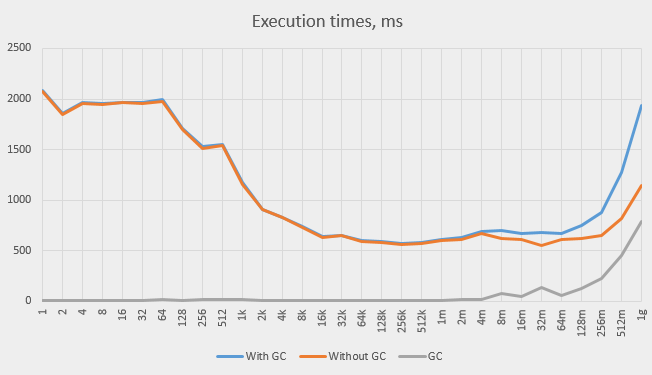 Execution times, ms
2500
2000
1500
1000
500
0
1 2 4 8 16 32 64 128 256 512 1k 2k 4k 8k 16k 32k 64k 128k 256k 512k 1m 2m 4m 8m 16m 32m 64m 128m 256m 512m 1g
With GC Without GC GC